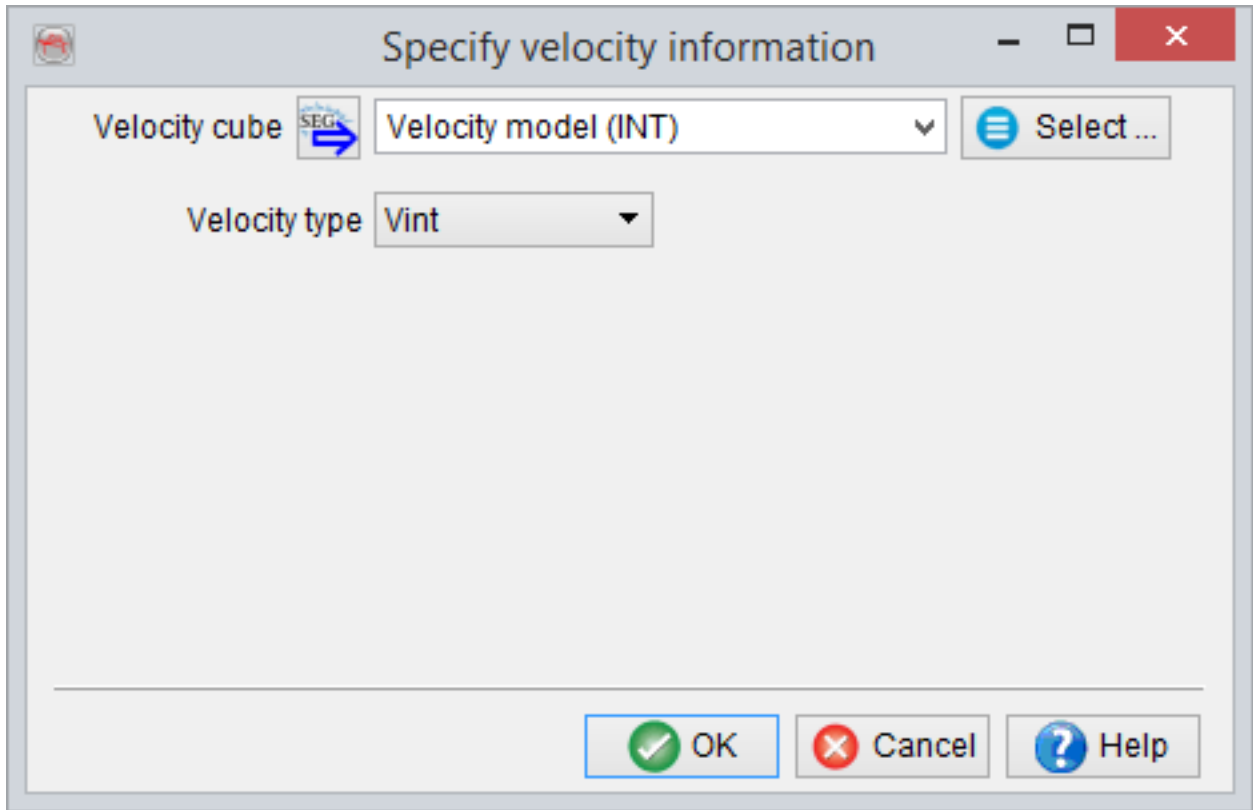 Specify velocity information
Velocity cube SEG Velocity model (INT) Select ...
Velocity type Vint
OK Cancel Help